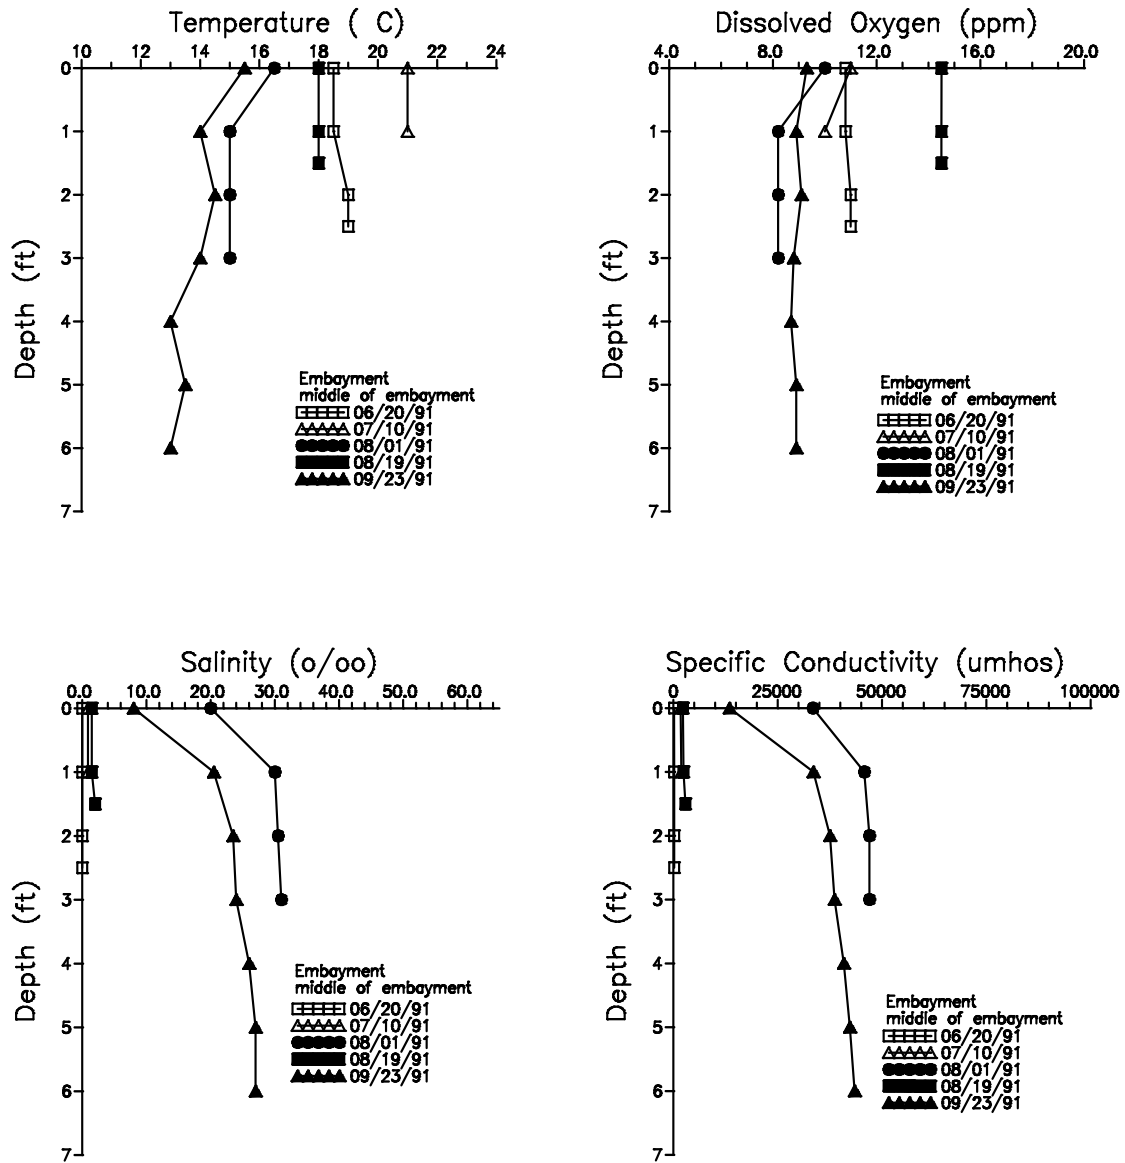 Temperature ( C)
10 12 14 16 18 20 22 24
0
1
2
3
4
5
6
7
Depth (ft)
Embayment
middle of embayment
06/20/91
07/10/91
08/01/91
08/19/91
09/23/91
Dissolved Oxygen (ppm)
4.0 8.0 12.0 16.0 20.0
0
1
2
3
4
5
6
7
Depth (ft)
Embayment
middle of embayment
06/20/91
07/10/91
08/01/91
08/19/91
09/23/91
Salinity (o/oo)
0.0 10.0 20.0 30.0 40.0 50.0 60.0
0
1
2
3
4
5
6
7
Depth (ft)
Embayment
middle of embayment
06/20/91
07/10/91
08/01/91
08/19/91
09/23/91
Specific Conductivity (umhos)
0 25000 50000 75000 100000
0
1
2
3
4
5
6
7
Depth (ft)
Embayment
middle of embayment
06/20/91
07/10/91
08/01/91
08/19/91
09/23/91